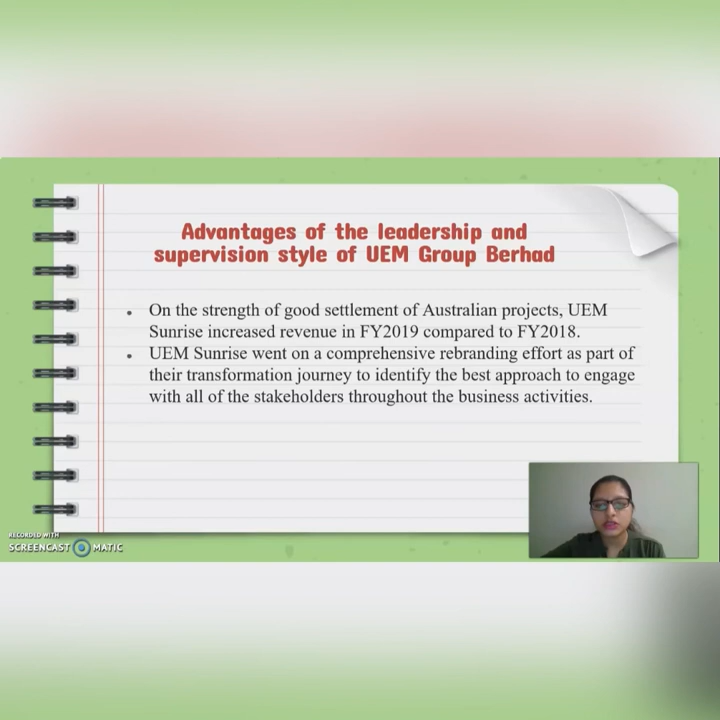 Advantages of the leadership and
supervision style of UEM Group Berhad
• On the strength of good settlement of Australian projects, UEM
Sunrise increased revenue in FY2019 compared to FY2018.
• UEM Sunrise went on a comprehensive rebranding effort as part of
their transformation journey to identify the best approach to engage
with all of the stakeholders throughout the business activities.
RECORDED WITH
SCREENCAST MATIC